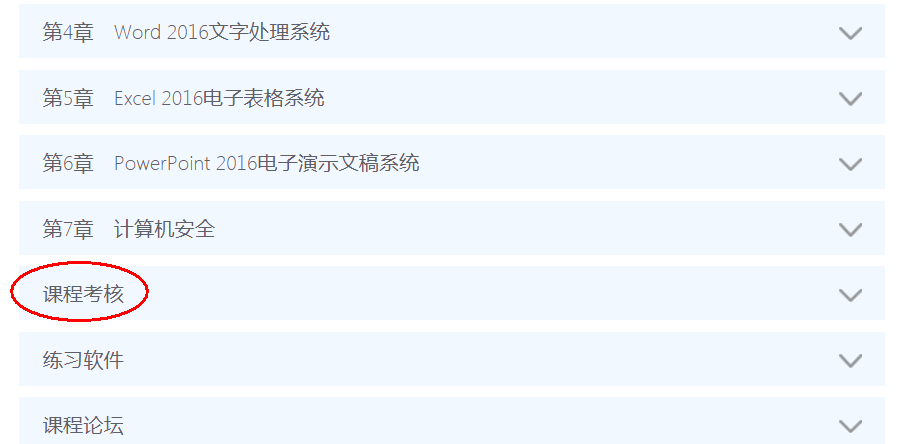 第4章 Word 2016文字处理系统
第5章 Excel 2016电子表格系统
第6章 PowerPoint 2016电子演示文稿系统
第7章 计算机安全
课程考核
练习软件
课程论坛